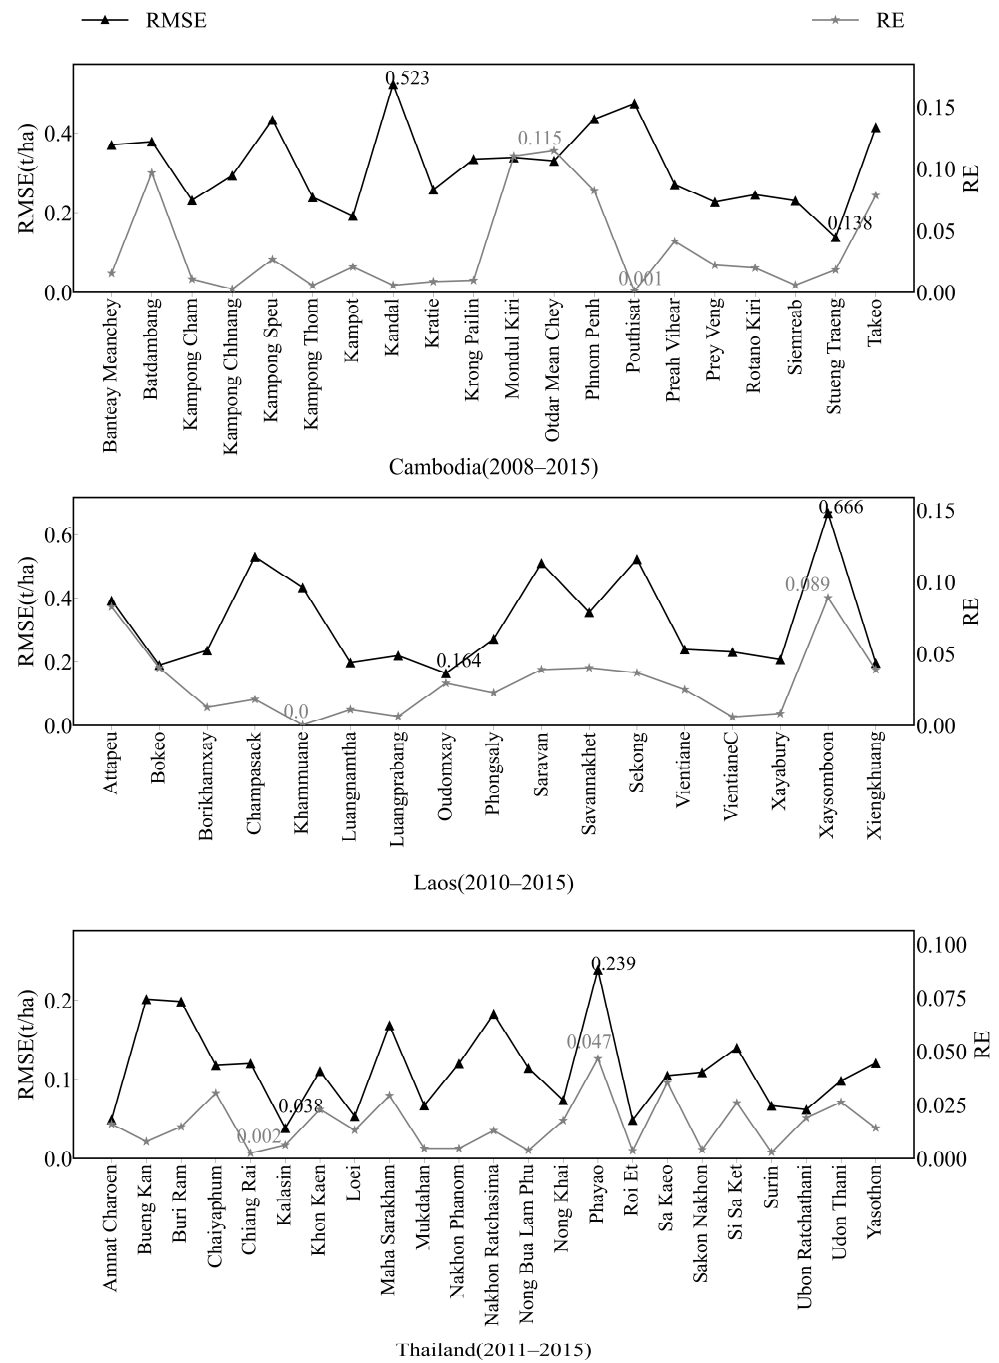 RMSE RE
0.523
0.15
0.4
0.115
0.10
RMSE(t/ha)
RE
0.2
0.138
0.05
0.001
0.0
0.00
Banteay Meanchey
Batdambang
Kampong Cham
Kampong Chhnang
Kampong Speu
Kampong Thom
Kampot
Kandal
Kratie
Krong Pailin
Mondul Kiri
Otdar Mean Chey
Phnom Penh
Pouthisat
Preah Vihear
Prey Veng
Rotano Kiri
Siemreab
Stueng Traeng
Takeo
Cambodia(2008–2015)
0.666
0.15
0.6
0.089
0.10
0.4
RMSE(t/ha)
RE
0.2
0.164
0.05
0.0
0.0
0.00
Attapeu
Bokeo
Borikhamxay
Champasack
Khammuane
Luangnamtha
Luangprabang
Oudomxay
Phongsaly
Saravan
Savannakhet
Sekong
Vientiane
VientianeC
Xayabury
Xaysomboon
Xiengkhuang
Laos(2010–2015)
0.100
0.239
0.2
0.075
0.047
0.050
RMSE(t/ha)
RE
0.1
0.038
0.025
0.002
0.0
0.000
Amnat Charoen
Bueng Kan
Buri Ram
Chaiyaphum
Chiang Rai
Kalasin
Khon Kaen
Loei
Maha Sarakham
Mukdahan
Nakhon Phanom
Nakhon Ratchasima
Nong Bua Lam Phu
Nong Khai
Phayao
Roi Et
Sa Kaeo
Sakon Nakhon
Si Sa Ket
Surin
Ubon Ratchathani
Udon Thani
Yasothon
Thailand(2011–2015)